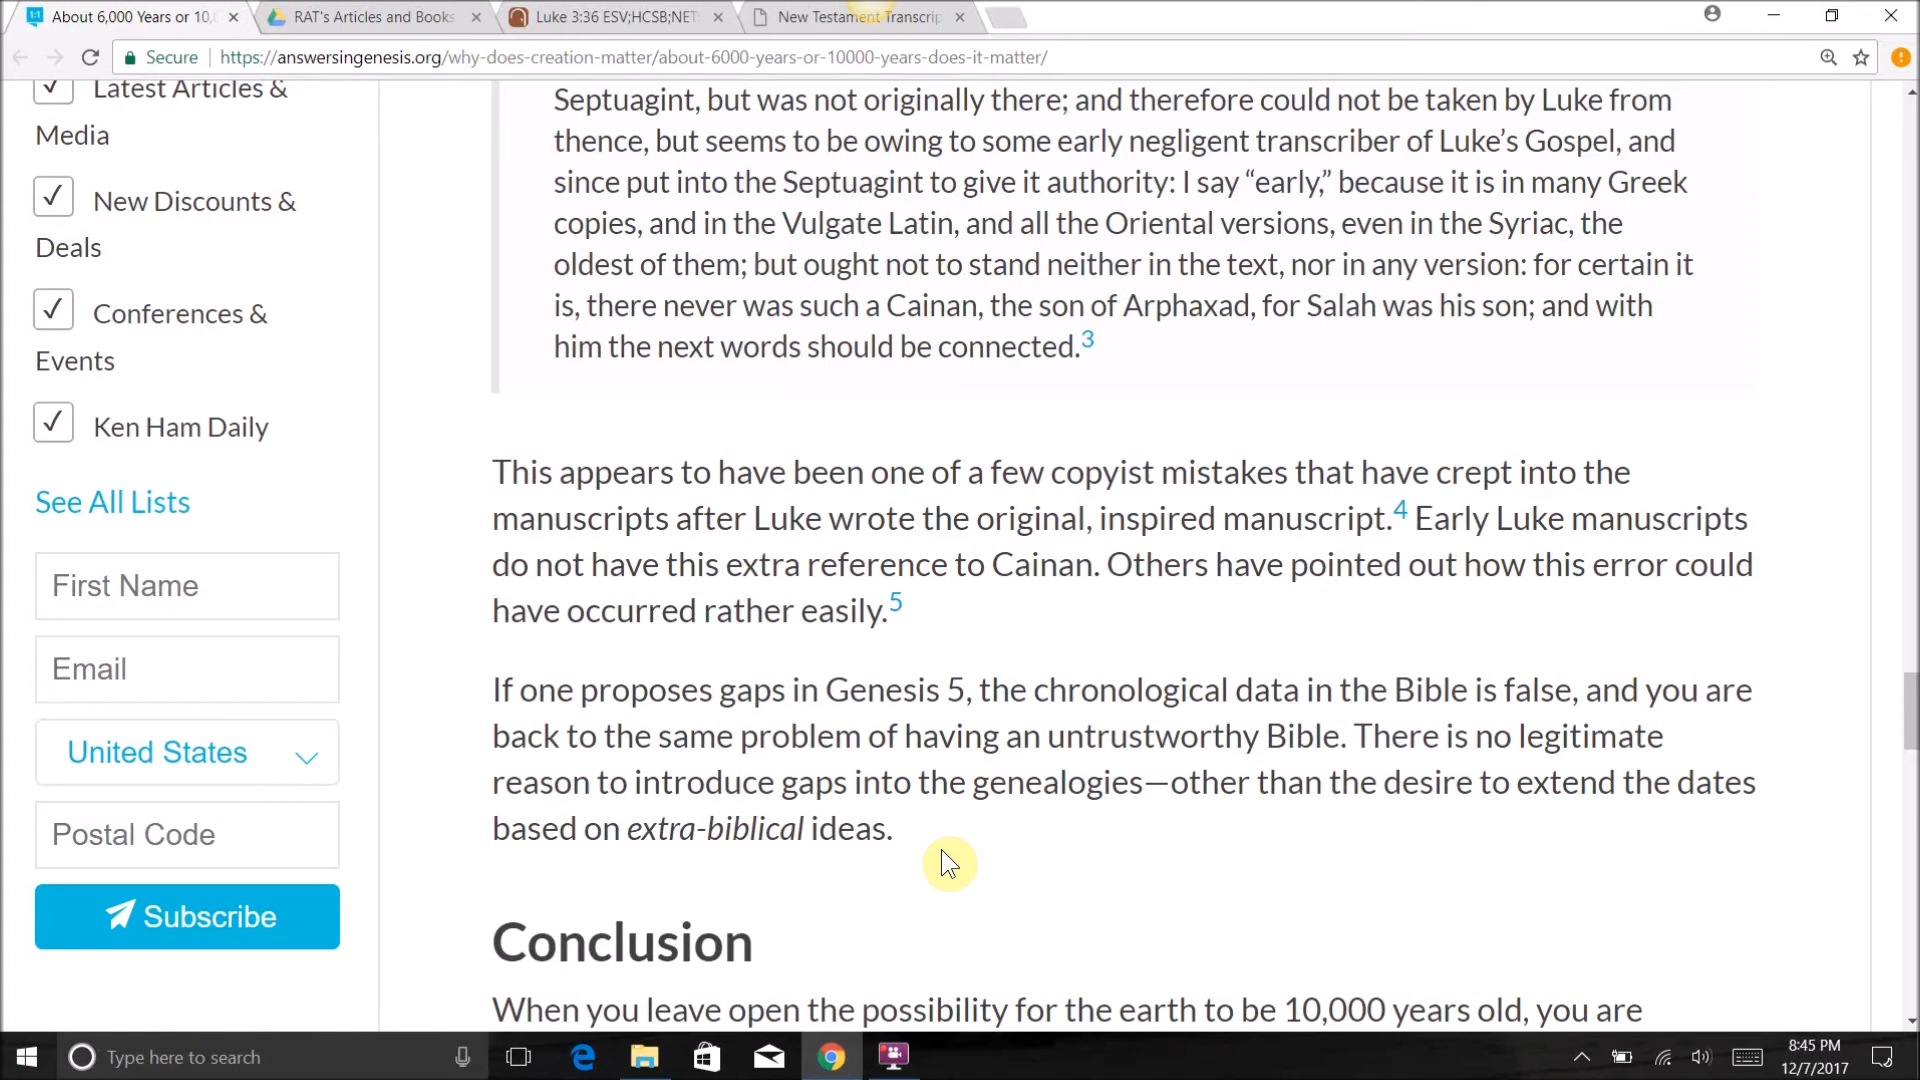 About 6,000 Years or 10,
RAT's Articles and Books
Luke 3:36 ESV;HCSB;NET
New Testament Transcrip
Secure
https://answersingenesis.org/why-does-creation-matter/about-6000-years-or-10000-years-does-it-matter/
Latest Articles &
Media
New Discounts &
Deals
Conferences &
Events
Ken Ham Daily
See All Lists
First Name
Email
United States
Postal Code
Subscribe
Septuagint, but was not originally there; and therefore could not be taken by Luke from
thence, but seems to be owing to some early negligent transcriber of Luke’s Gospel, and
since put into the Septuagint to give it authority: I say “early,” because it is in many Greek
copies, and in the Vulgate Latin, and all the Oriental versions, even in the Syriac, the
oldest of them; but ought not to stand neither in the text, nor in any version: for certain it
is, there never was such a Cainan, the son of Arphaxad, for Salah was his son; and with
him the next words should be connected.3
This appears to have been one of a few copyist mistakes that have crept into the
manuscripts after Luke wrote the original, inspired manuscript.4 Early Luke manuscripts
do not have this extra reference to Cainan. Others have pointed out how this error could
have occurred rather easily.5
If one proposes gaps in Genesis 5, the chronological data in the Bible is false, and you are
back to the same problem of having an untrustworthy Bible. There is no legitimate
reason to introduce gaps into the genealogies—other than the desire to extend the dates
based on extra-biblical ideas.
Conclusion
When you leave open the possibility for the earth to be 10,000 years old, you are
Type here to search
8:45 PM
12/7/2017